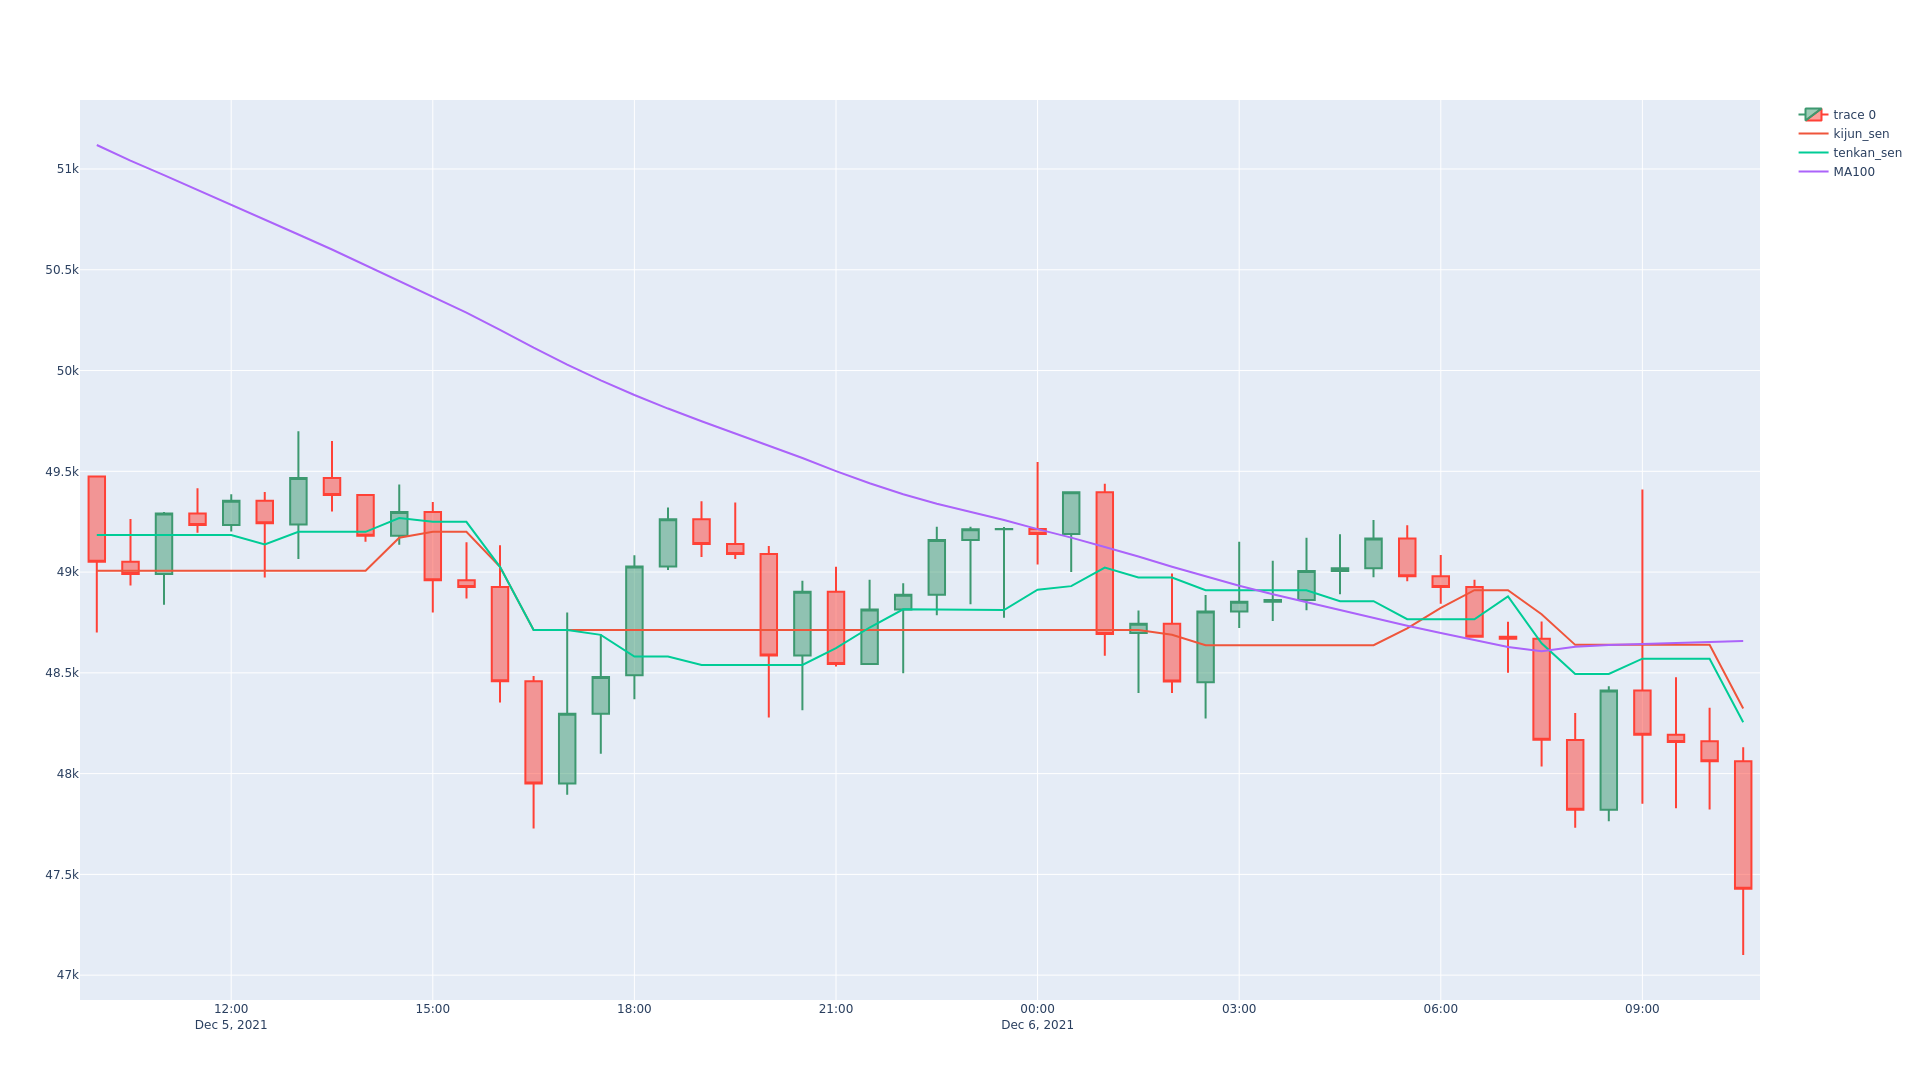 trace 0
kijun_sen
tenkan_sen
MA100
51k
50.5k
50k
49.5k
49k
48.5k
48k
47.5k
47k
12:00 15:00 18:00 21:00 00:00 03:00 06:00 09:00
Dec 5, 2021 Dec 6, 2021